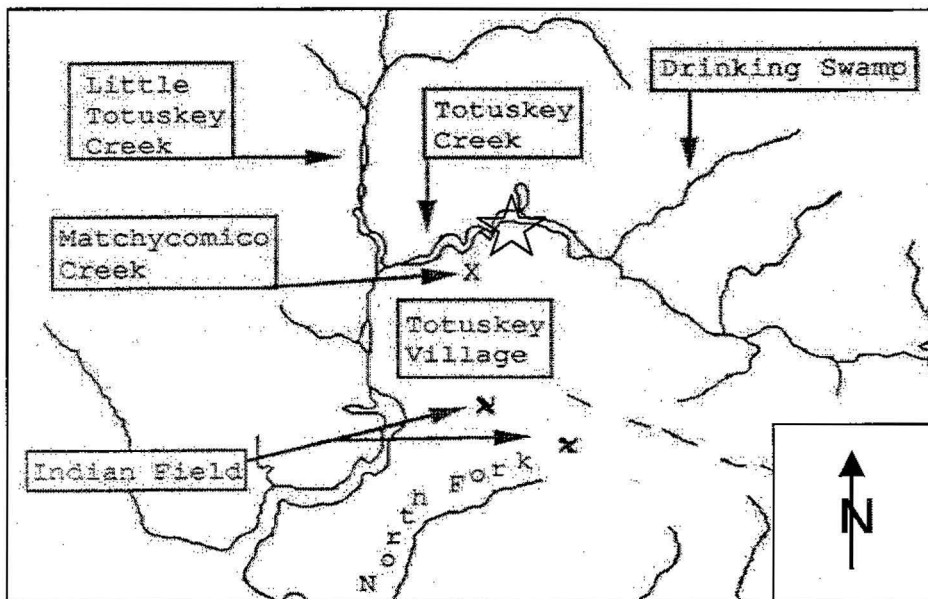 Little
Totuskey
Creek
Totuskey
Creek
Drinking Swamp
Matchycomico
Creek
X
Totuskey
Village
x
x
Indian Field
North Fork
N